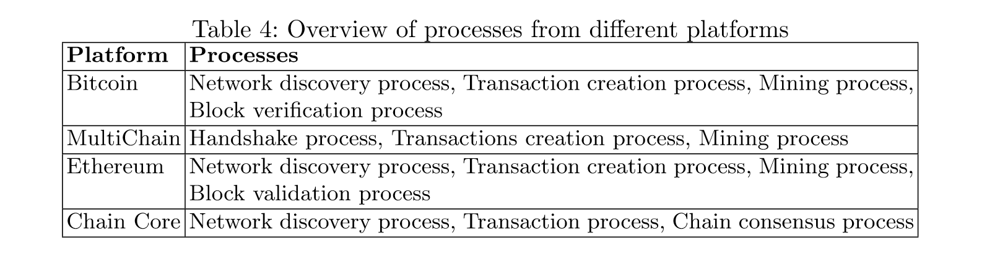 Table 4: Overview of processes from different platforms
Platform Processes
Bitcoin Network discovery process, Transaction creation process, Mining process,
Block verification process
MultiChain Handshake process, Transactions creation process, Mining process
Ethereum Network discovery process, Transaction creation process, Mining process,
Block validation process
Chain Core Network discovery process, Transaction process, Chain consensus process